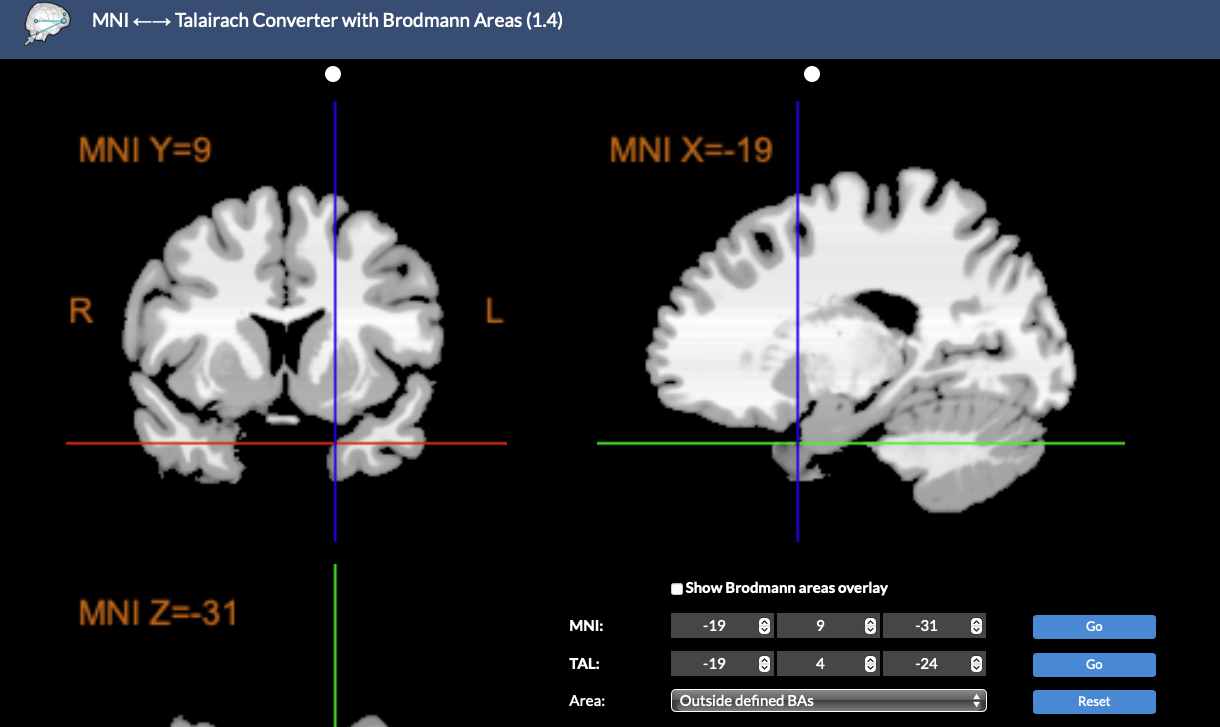 MNI ←→ Talairach Converter with Brodmann Areas (1.4)
MNI Y=9
MNI X=-19
R
L
MNI Z=-31
Show Brodmann areas overlay
MNI: -19 9 -31 Go
TAL: -19 4 -24 Go
Area: Outside defined BAs Reset